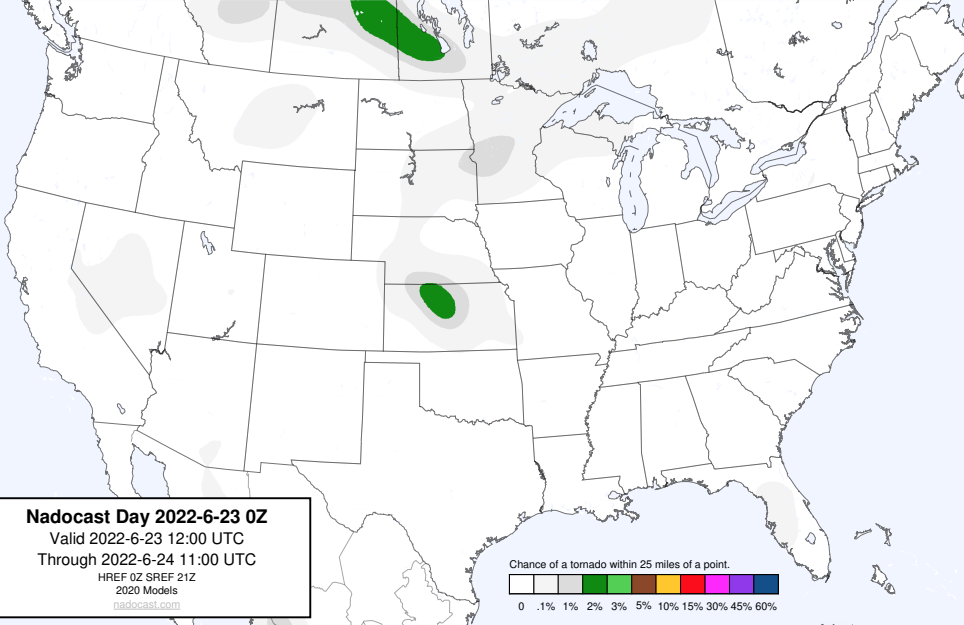 Nadocast Day 2022-6-23 0Z
Valid 2022-6-23 12:00 UTC
Through 2022-6-24 11:00 UTC
HREF 0Z SREF 21Z
2020 Models
nadocast.com
Chance of a tornado within 25 miles of a point.
0 .1% 1% 2% 3% 5% 10% 15% 30% 45% 60%